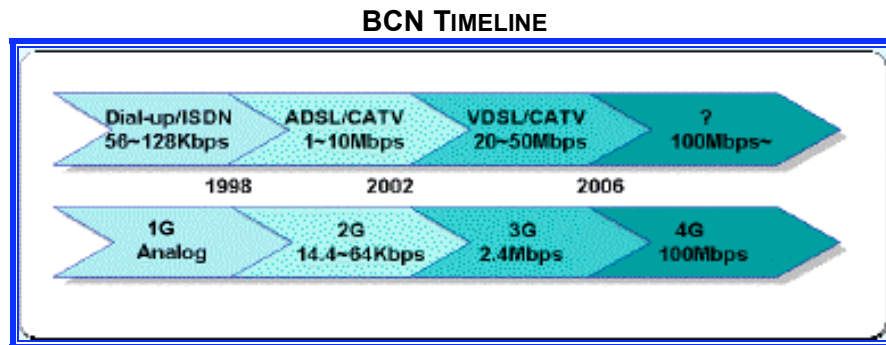 BCN TIMELINE
Dial-up/ISDN ADSL/CATV VDSL/CATV ?
56~128Kbps 1~10Mbps 20~50Mbps 100Mbps~
1998 2002 2006
1G 2G 3G 4G
Analog 14.4~64Kbps 2.4Mbps 100Mbps